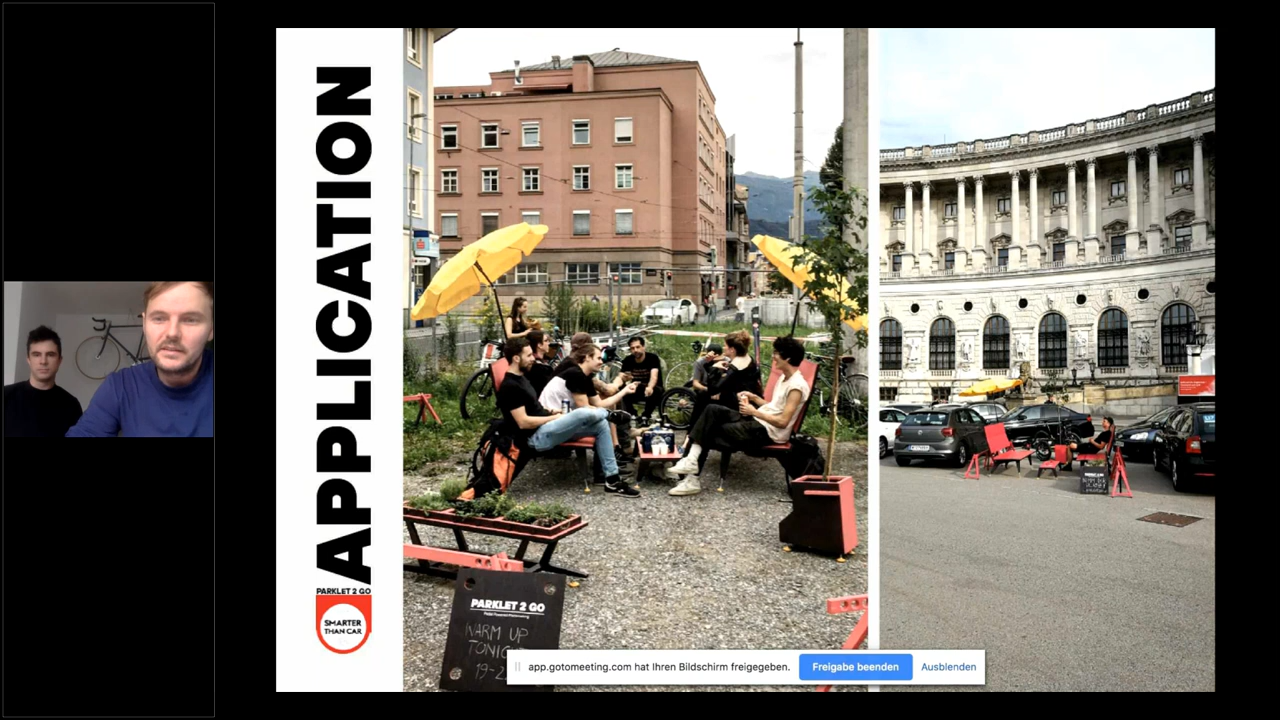 APPLICATION
PARKLET 2 GO
SMARTER
THAN CAR
PARKLET 2 GO
WARM UP
app.gotomeeting.com hat Ihren Bildschirm freigegeben.
Freigabe beenden
Ausblenden